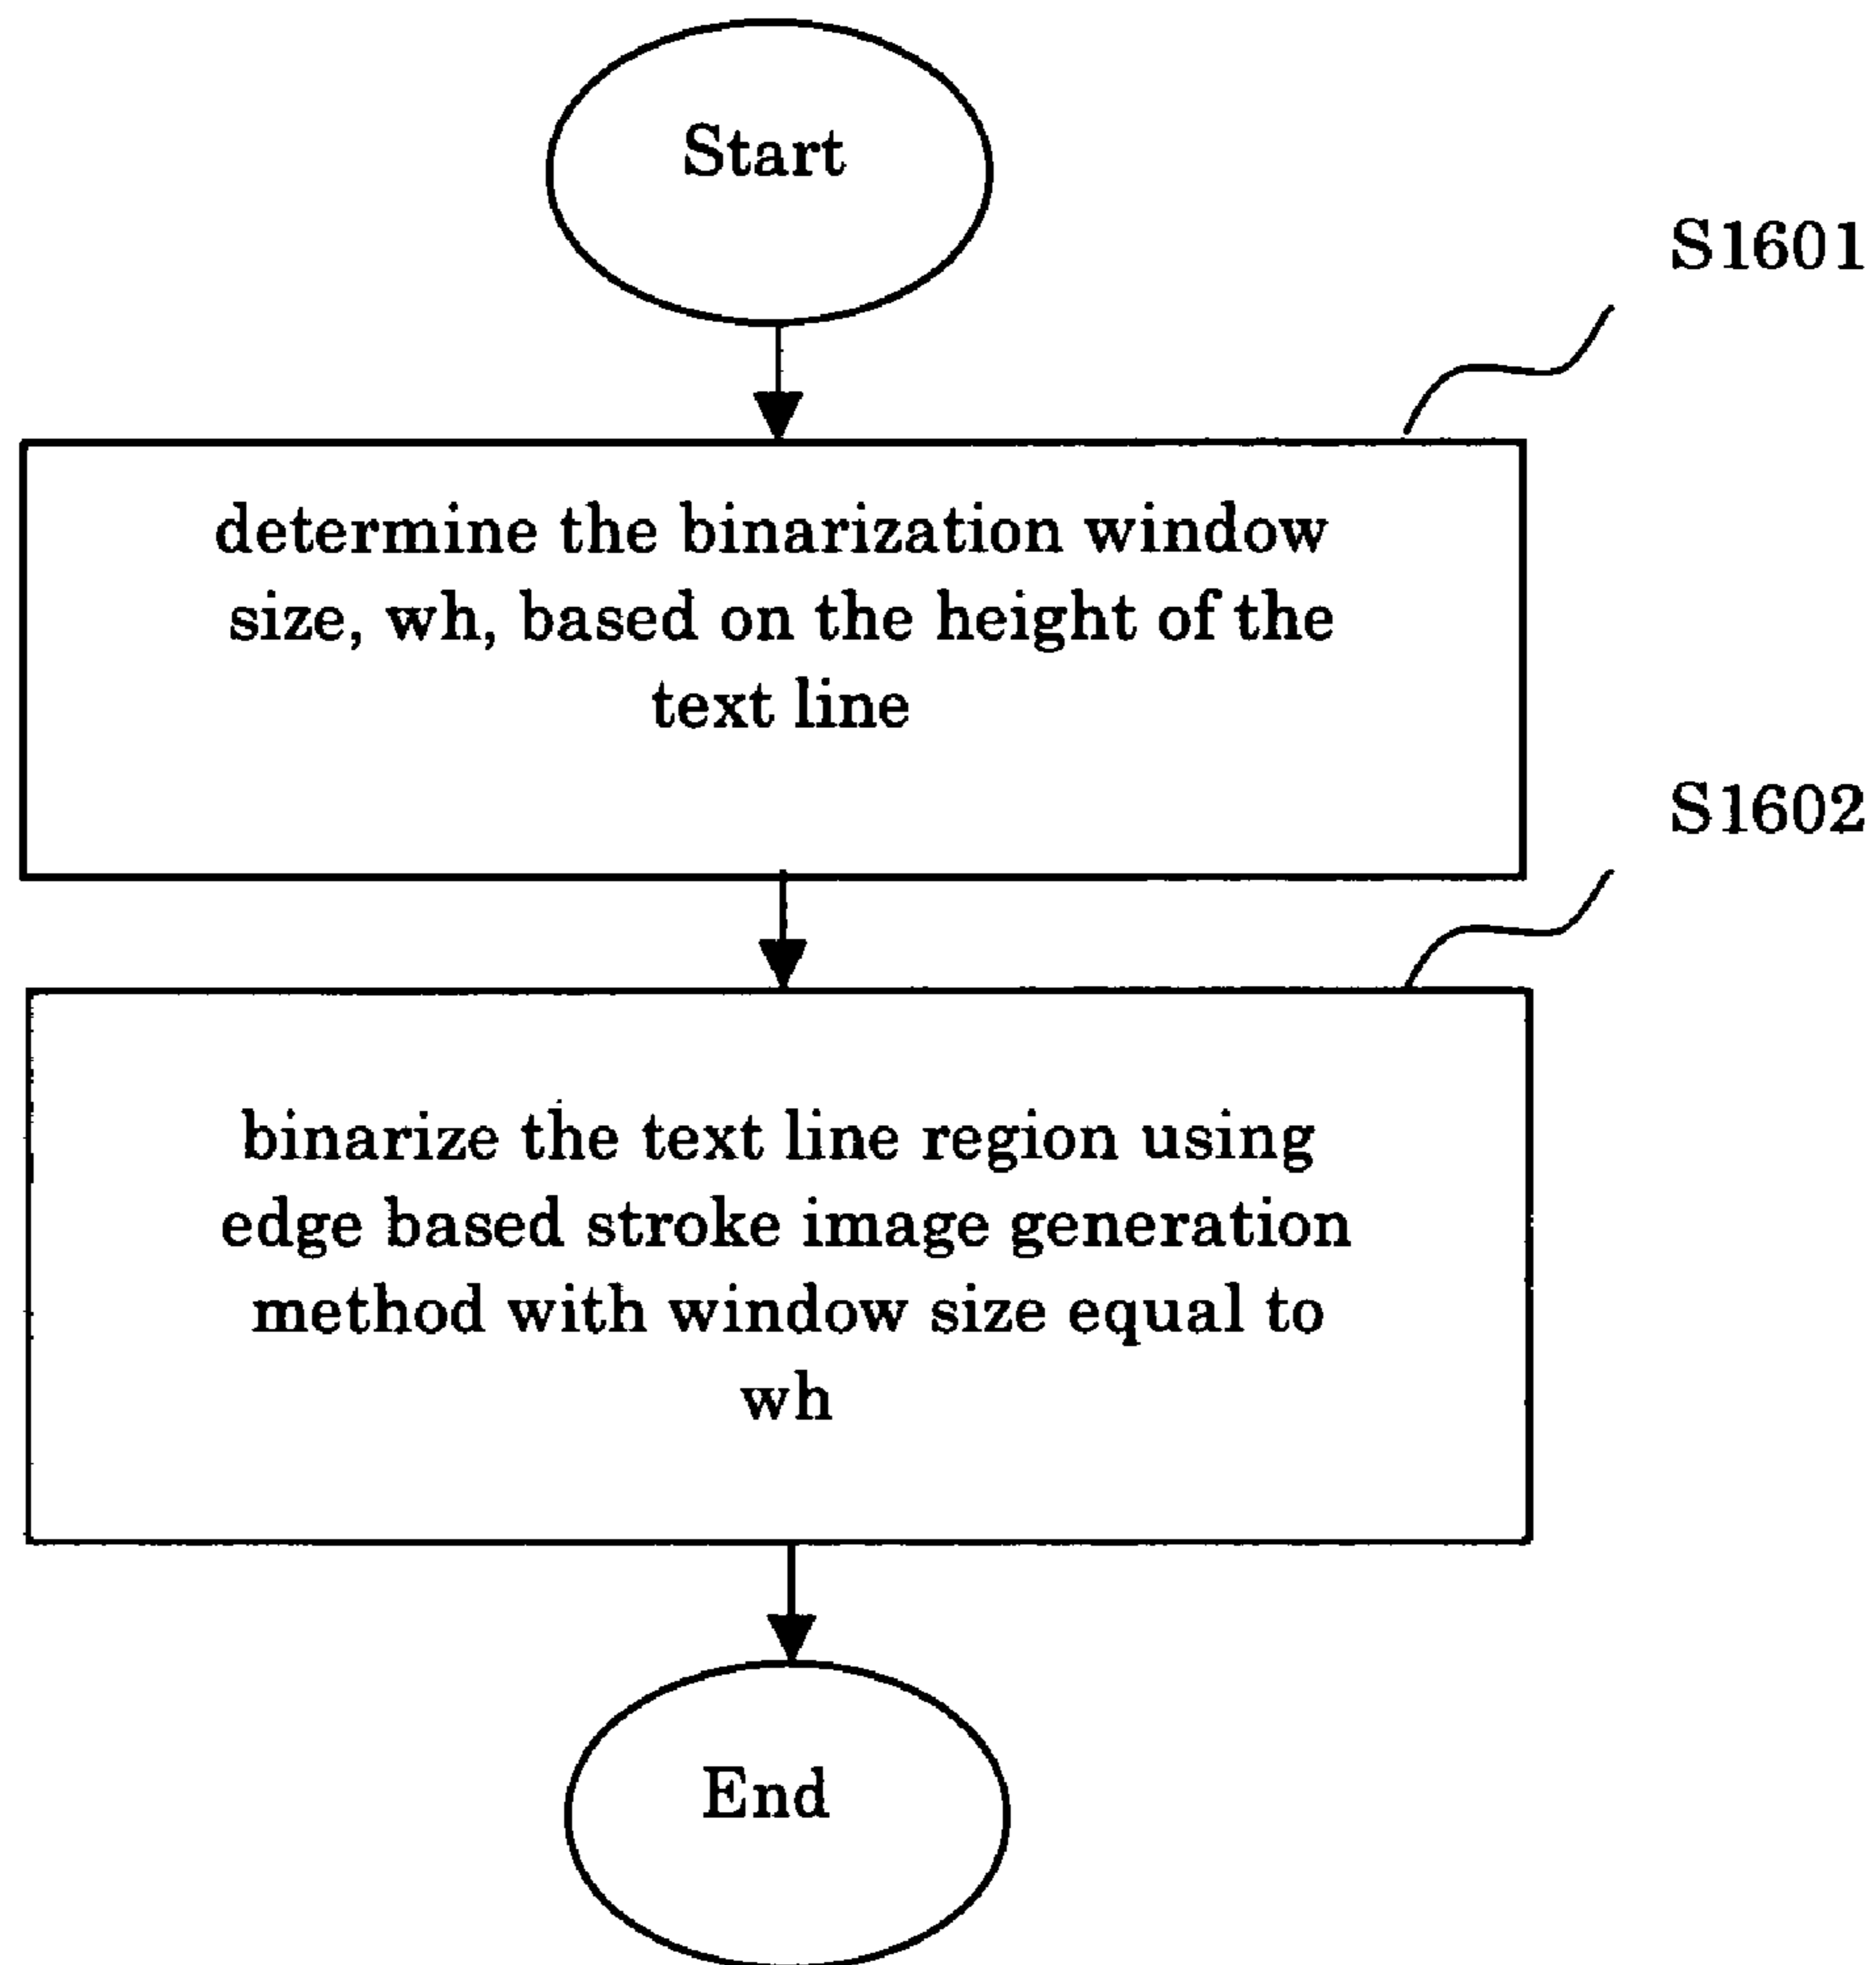 Start
S1601
determine the binarization window
size, wh, based on the height of the
text line
S1602
binarize the text line region using
edge based stroke image generation
method with window size equal to
wh
End